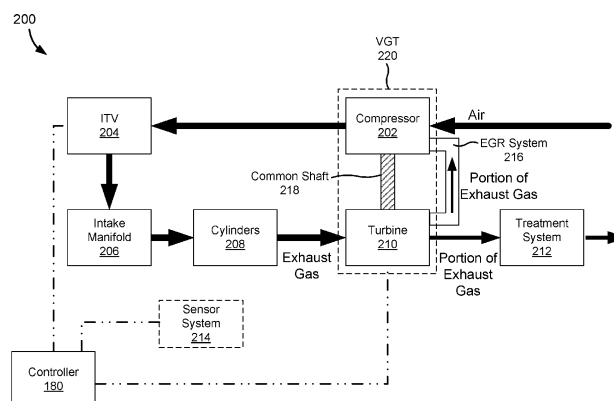 200
VGT
220
ITV
204
Compressor
202
Air
EGR System
216
Common Shaft
218
Portion of
Exhaust Gas
Intake
Manifold
206
Cylinders
208
Exhaust
Gas
Turbine
210
Portion of
Exhaust
Gas
Treatment
System
212
Sensor
System
214
Controller
180